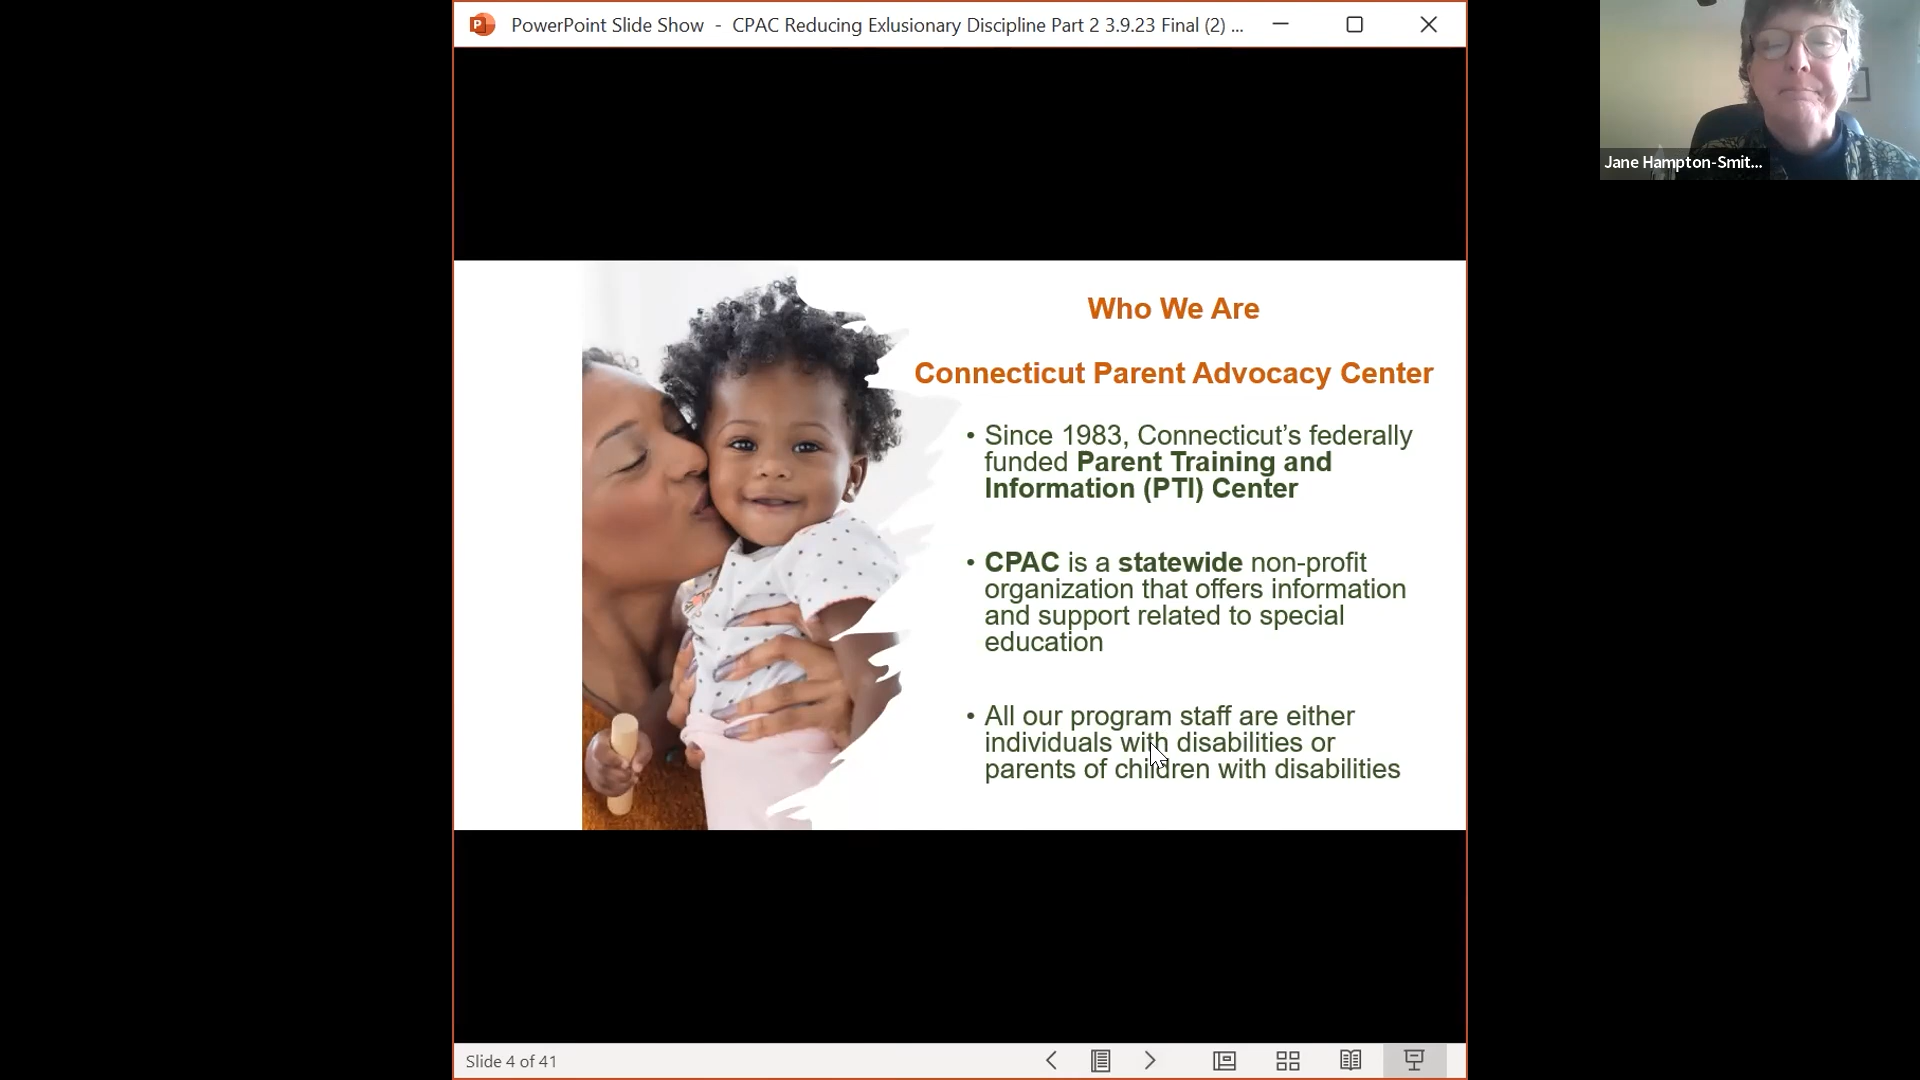 PowerPoint Slide Show - CPAC Reducing Exlusionary Discipline Part 2 3.9.23 Final (2) ...
Jane Hampton-Smit...
Who We Are
Connecticut Parent Advocacy Center
• Since 1983, Connecticut’s federally
funded Parent Training and
Information (PTI) Center
• CPAC is a statewide non-profit
organization that offers information
and support related to special
education
• All our program staff are either
individuals with disabilities or
parents of children with disabilities
Slide 4 of 41